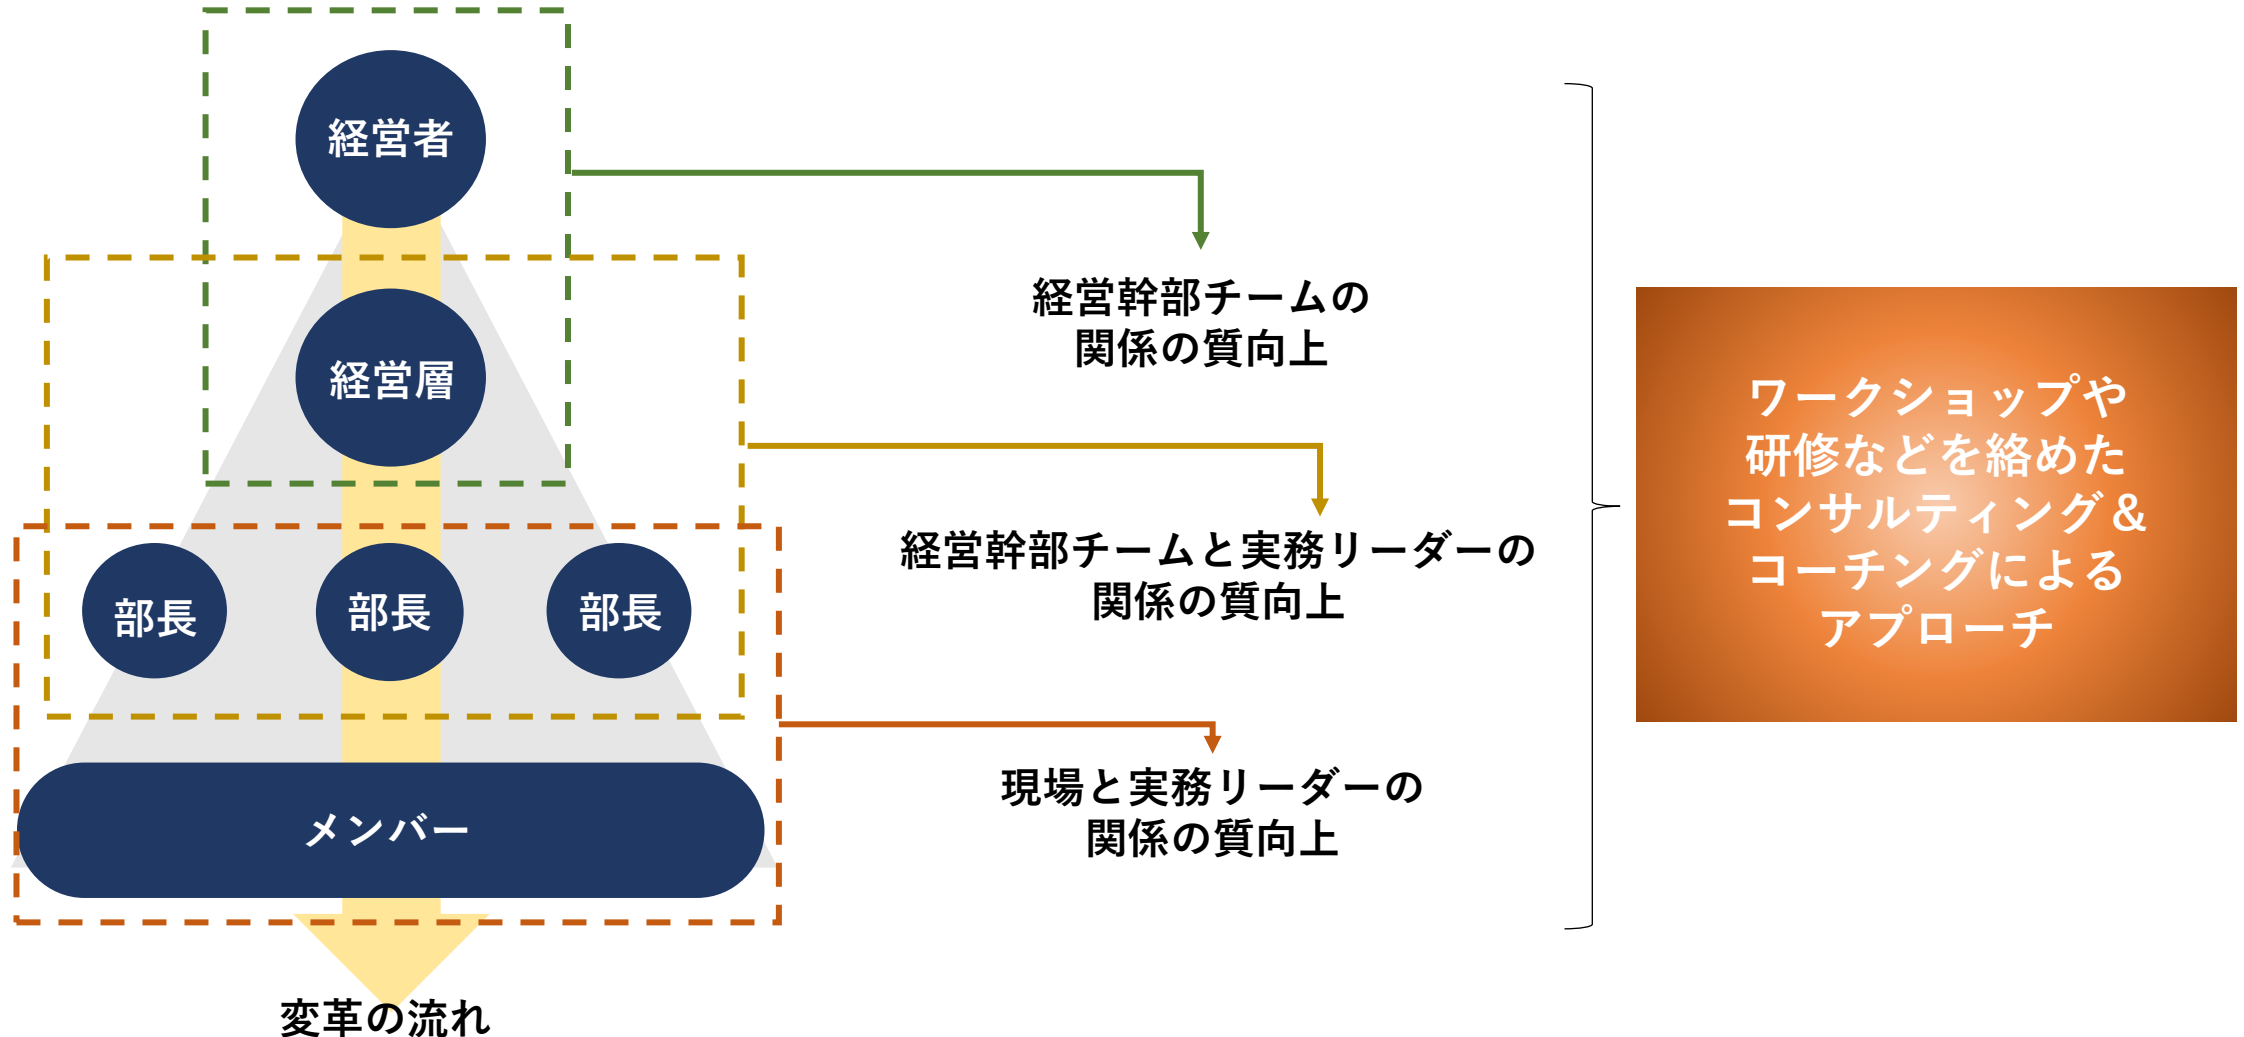 経営者
経営層
部長
部長
部長
メンバー
変革の流れ
経営幹部チームの
関係の質向上
経営幹部チームと実務リーダーの
関係の質向上
現場と実務リーダーの
関係の質向上
ワークショップや
研修などを絡めた
コンサルティング＆
コーチングによる
アプローチ